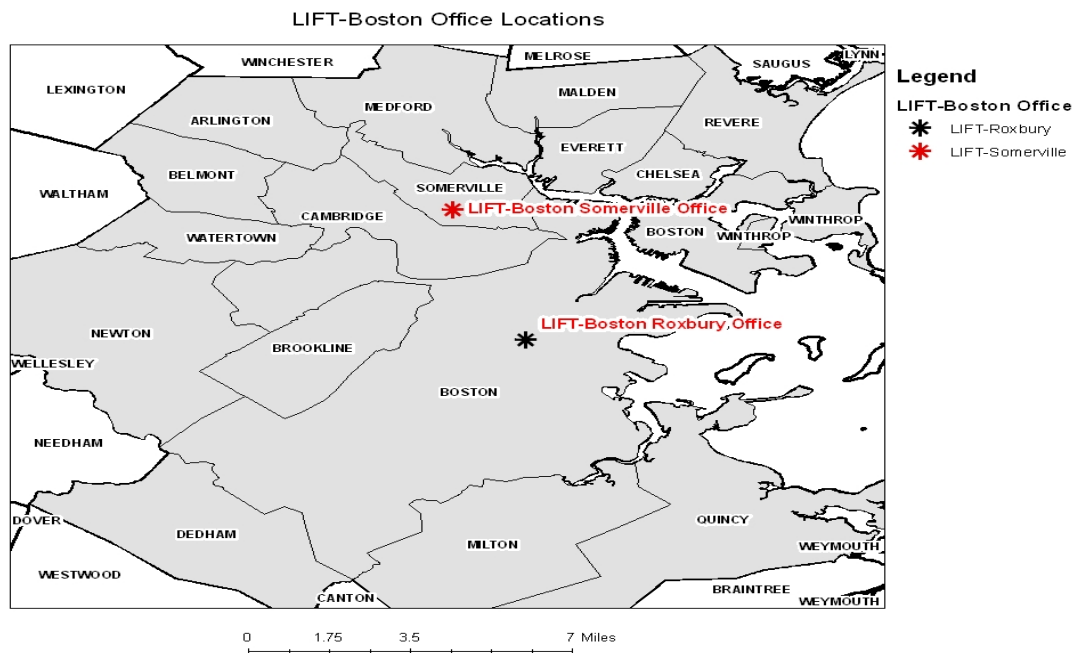 LIFT-Boston Office Locations
WINCHESTER
MELROSE
SAUGUS
LYNN
LEXINGTON
MALDEN
MEDFORD
ARLINGTON
REVERE
EVERETT
BELMONT
CHELSEA
WALTHAM
SOMERVILLE
LIFT-Boston Somerville Office
CAMBRIDGE
WINTHROP
BOSTON
WINTHROP
WATERTOWN
LIFT-Boston Roxbury Office
NEWTON
BROOKLINE
WELLESLEY
BOSTON
NEEDHAM
DOVER
QUINCY
DEDHAM
MILTON
WEYMOUTH
WESTWOOD
BRAINTREE
CANTON
WEYMOUTH
0 1.75 3.5 7 Miles
Legend
LIFT-Boston Office
LIFT-Roxbury
LIFT-Somerville